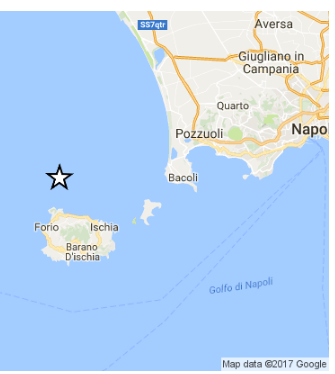 Aversa
SS7qtr
Giugliano in
Campania
Quarto
Pozzuoli
Napo
Bacoli
Forio
Ischia
Barano
D'ischia
Golfo di Napoli
Map data ©2017 Google